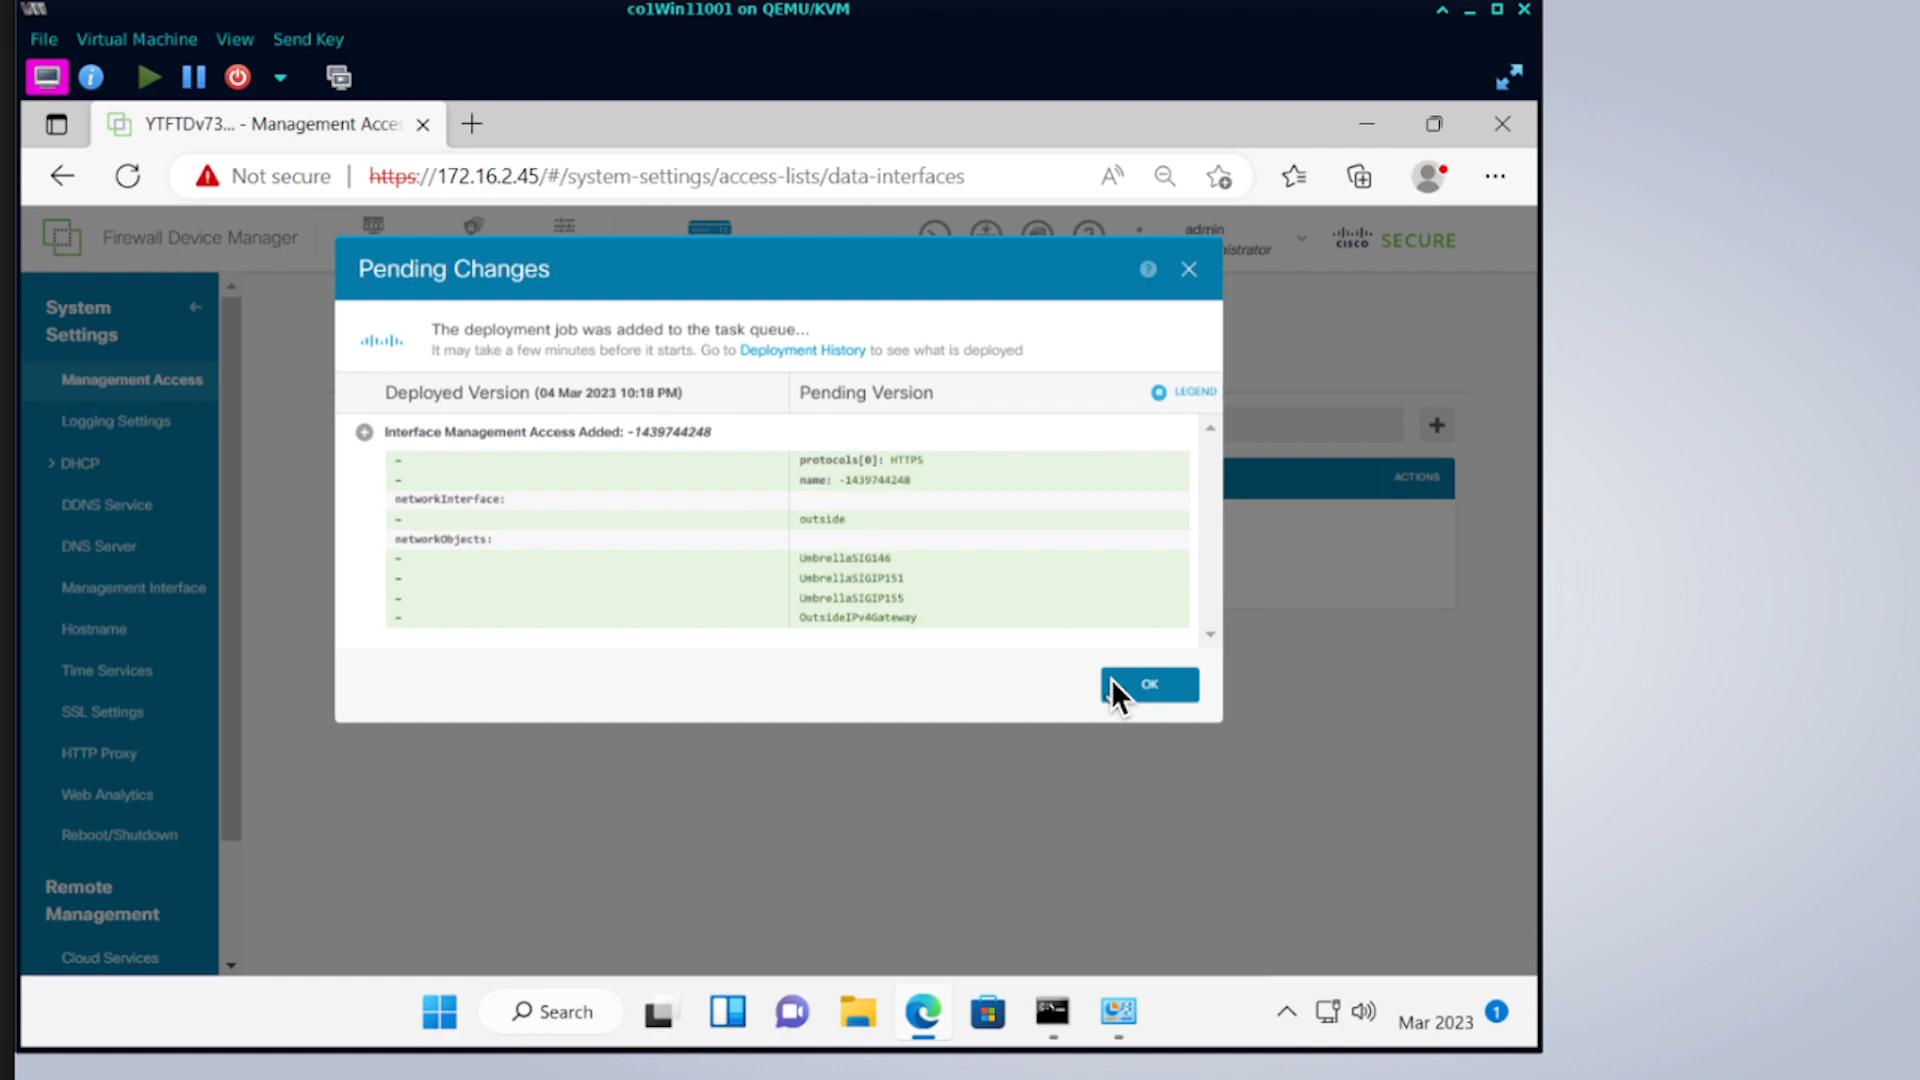 co1Win11001 on QEMU/KVM
File Virtual Machine View Send Key
YTFTDv73... - Management Acce
Not secure | https://172.16.2.45/#/system-settings/access-lists/data-interfaces
Firewall Device Manager
admin
istrator
cisco SECURE
Pending Changes
The deployment job was added to the task queue...
It may take a few minutes before it starts. Go to Deployment History to see what is deployed
Deployed Version (04 Mar 2023 10:18 PM) Pending Version LEGEND
Interface Management Access Added: -1439744248
– protocols[0]: HTTPS
– name: -1439744248
networkInterface:
– outside
networkObjects:
– UmbrellaSIG146
– UmbrellaSIGIP151
– UmbrellaSIGIP155
– OutsideIPv4Gateway
OK
ACTIONS
System
Settings
Management Access
Logging Settings
> DHCP
DDNS Service
DNS Server
Management Interface
Hostname
Time Services
SSL Settings
HTTP Proxy
Web Analytics
Reboot/Shutdown
Remote
Management
Cloud Services
Search
Mar 2023 1